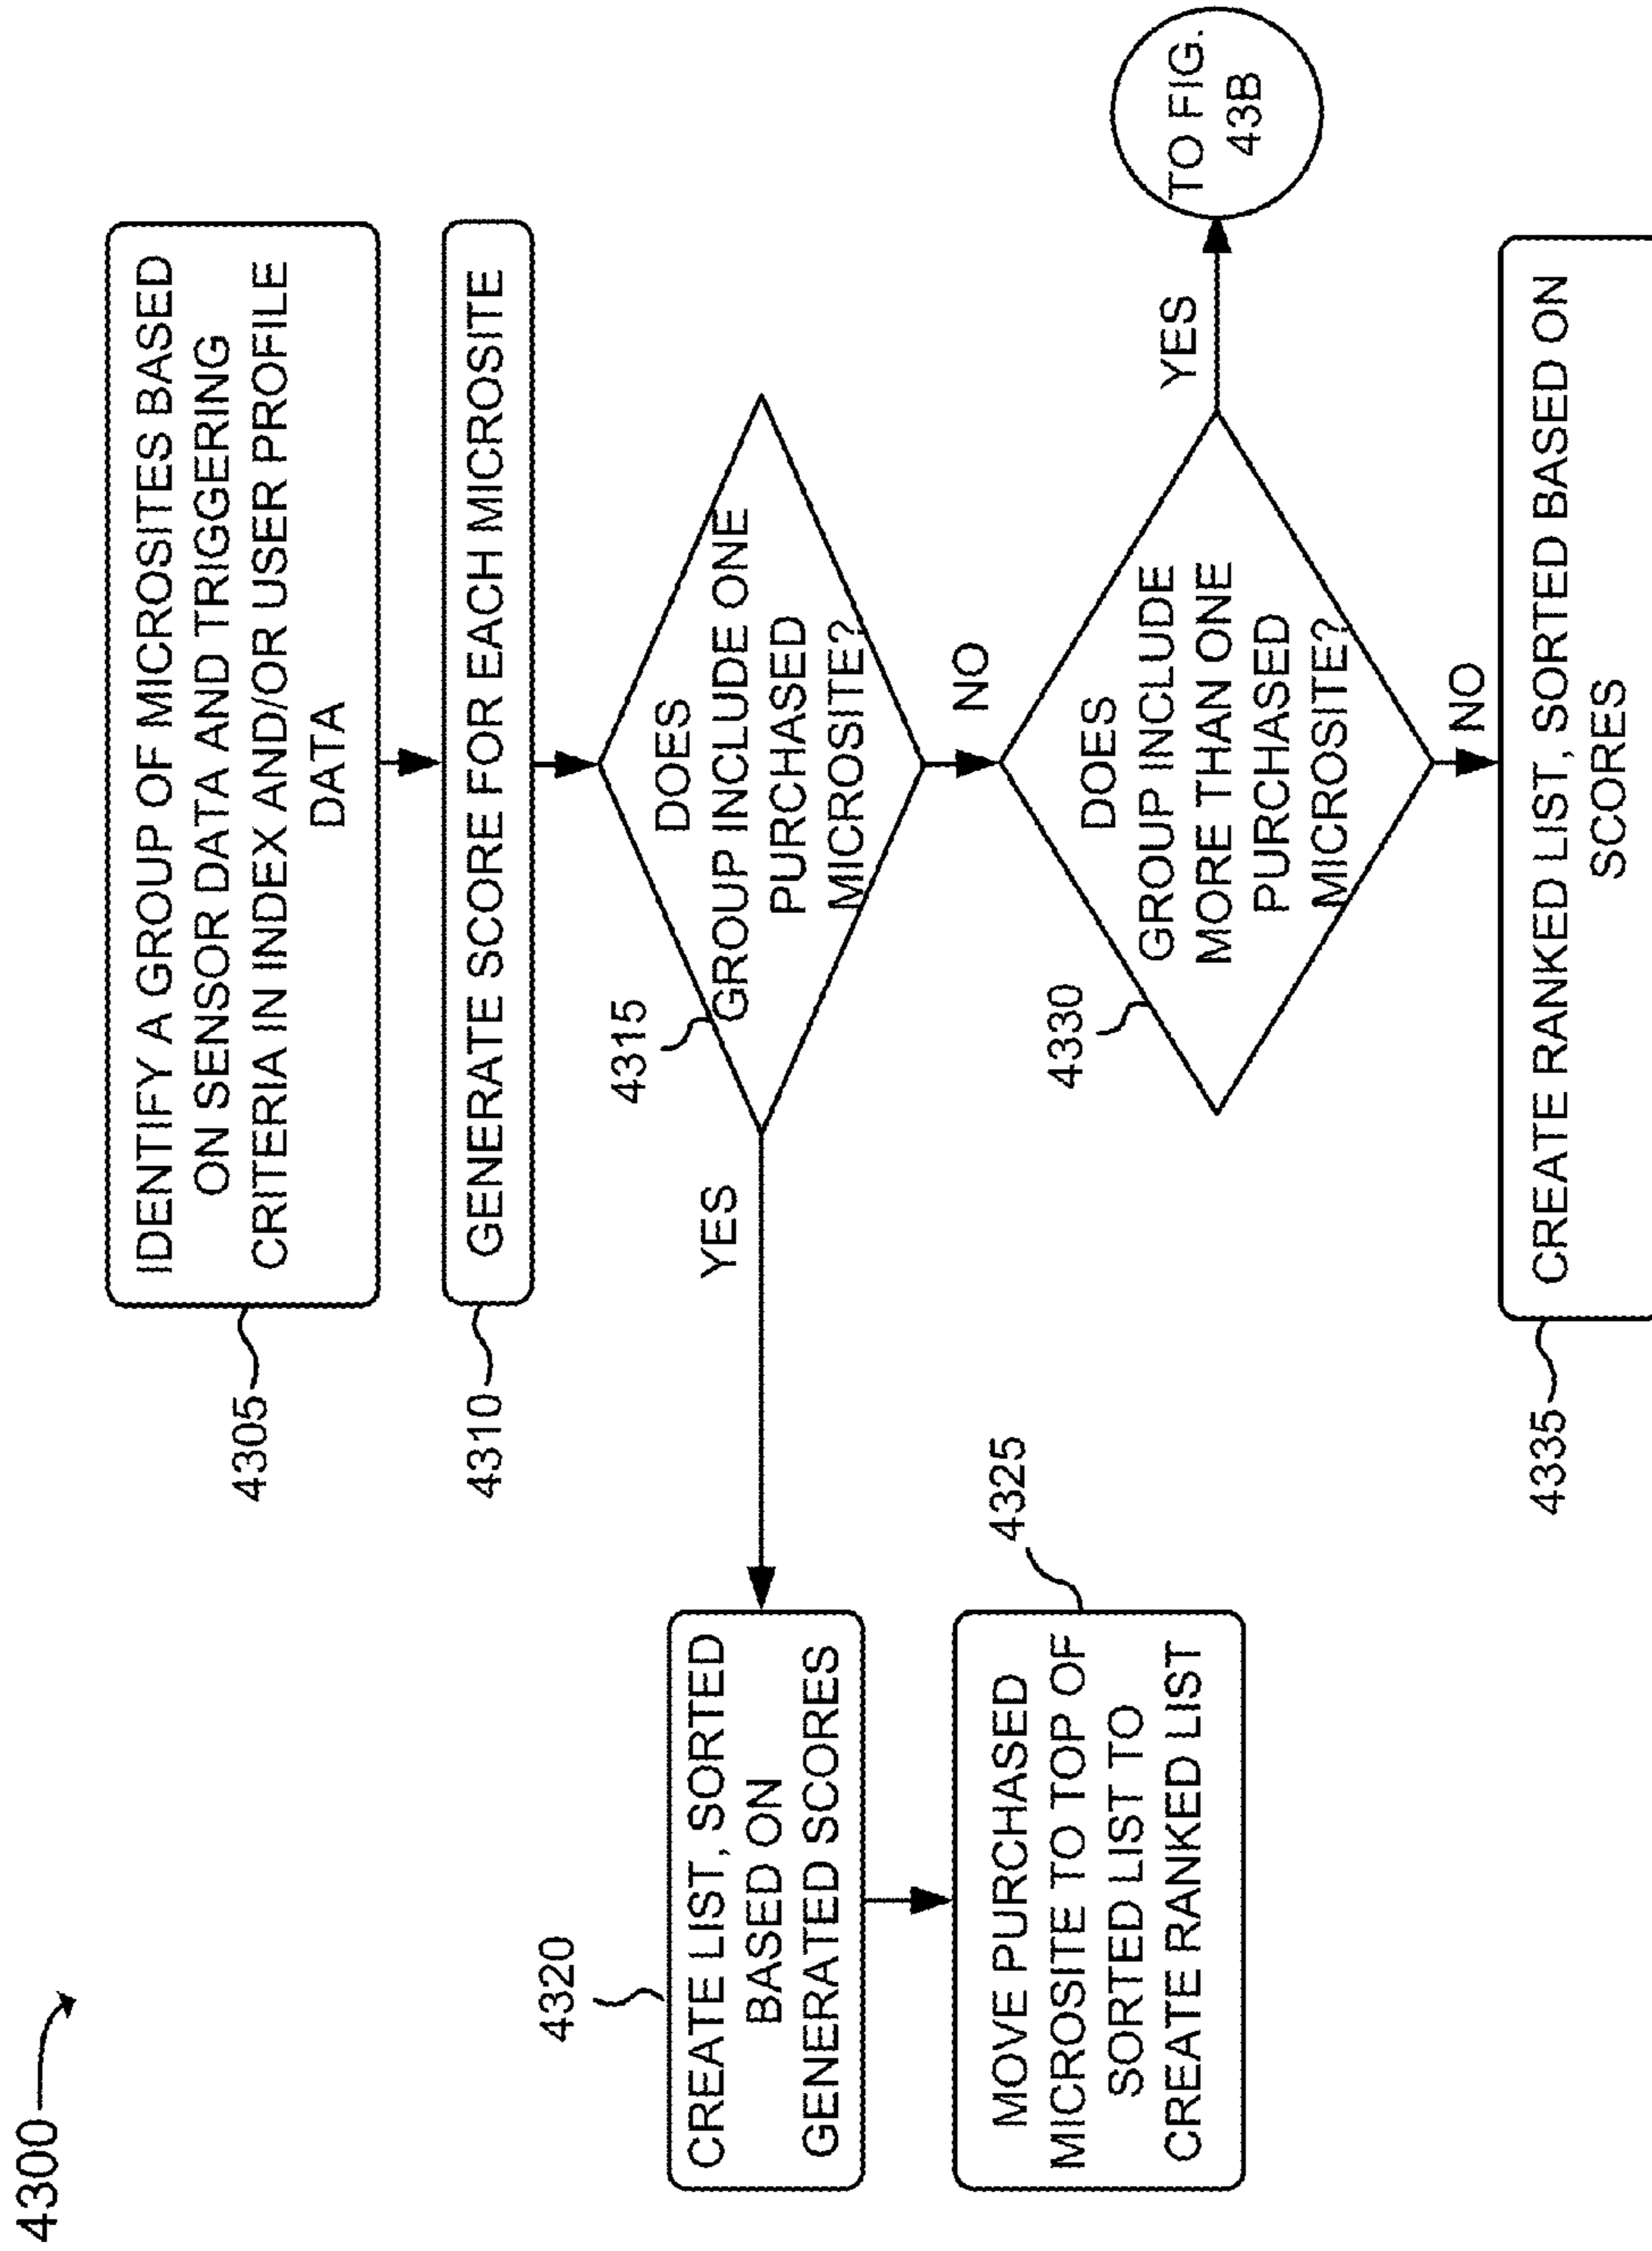 4300
IDENTIFY A GROUP OF MICROSITES BASED
ON SENSOR DATA AND TRIGGERING
CRITERIA IN INDEX AND/OR USER PROFILE
DATA
4305
GENERATE SCORE FOR EACH MICROSITE
4310
4315
DOES
GROUP INCLUDE ONE
PURCHASED
MICROSITE?
YES
NO
4320
CREATE LIST, SORTED
BASED ON
GENERATED SCORES
4325
MOVE PURCHASED
MICROSITE TO TOP OF
SORTED LIST TO
CREATE RANKED LIST
4330
DOES
GROUP INCLUDE
MORE THAN ONE
PURCHASED
MICROSITE?
YES
TO FIG.
43B
NO
4335
CREATE RANKED LIST, SORTED BASED ON
SCORES